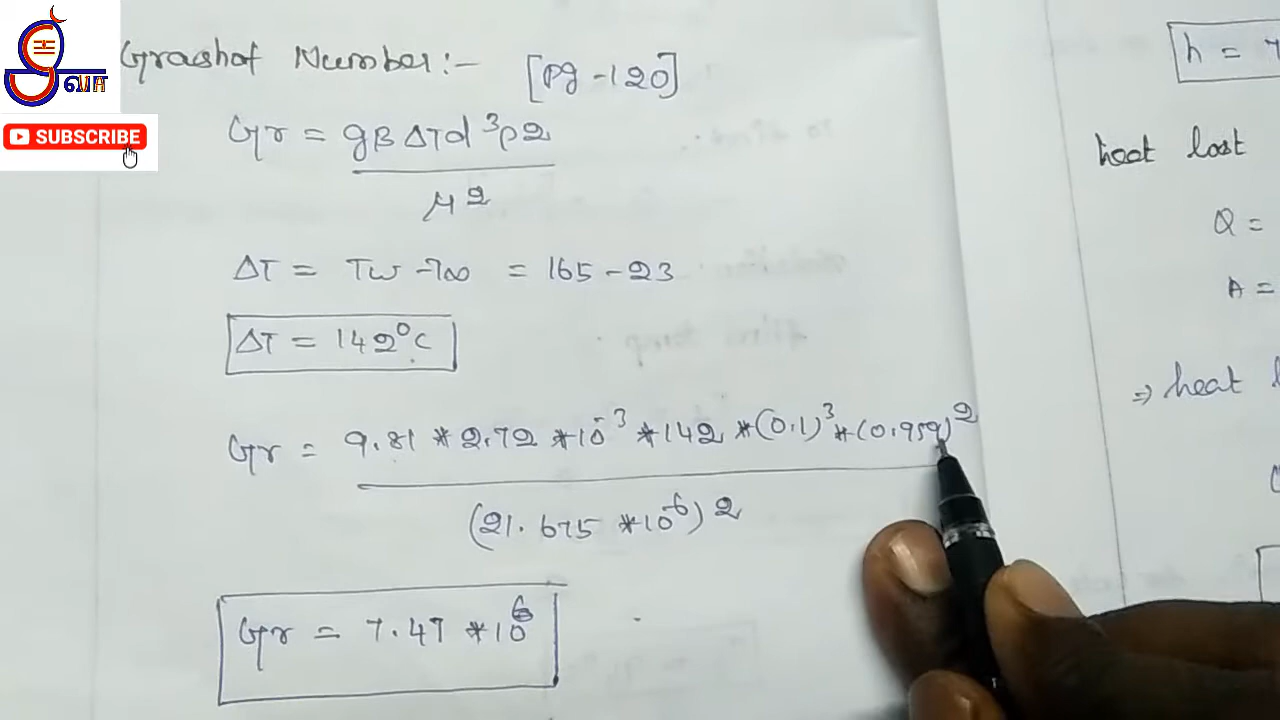 வா
SUBSCRIBE
Grashof Number:- [Pg-120]
Gr = gβΔTd³ρ2
μ2
ΔT = Tw-T∞ = 165-23
ΔT = 142°C
Gr = 9.81 * 2.72 * 10⁻³ * 142 * (0.1)³ * (0.959)²
(21.675 * 10⁻⁶)²
Gr = 7.47 * 10⁶
h =
heat lost
Q =
A =
⇒ heat